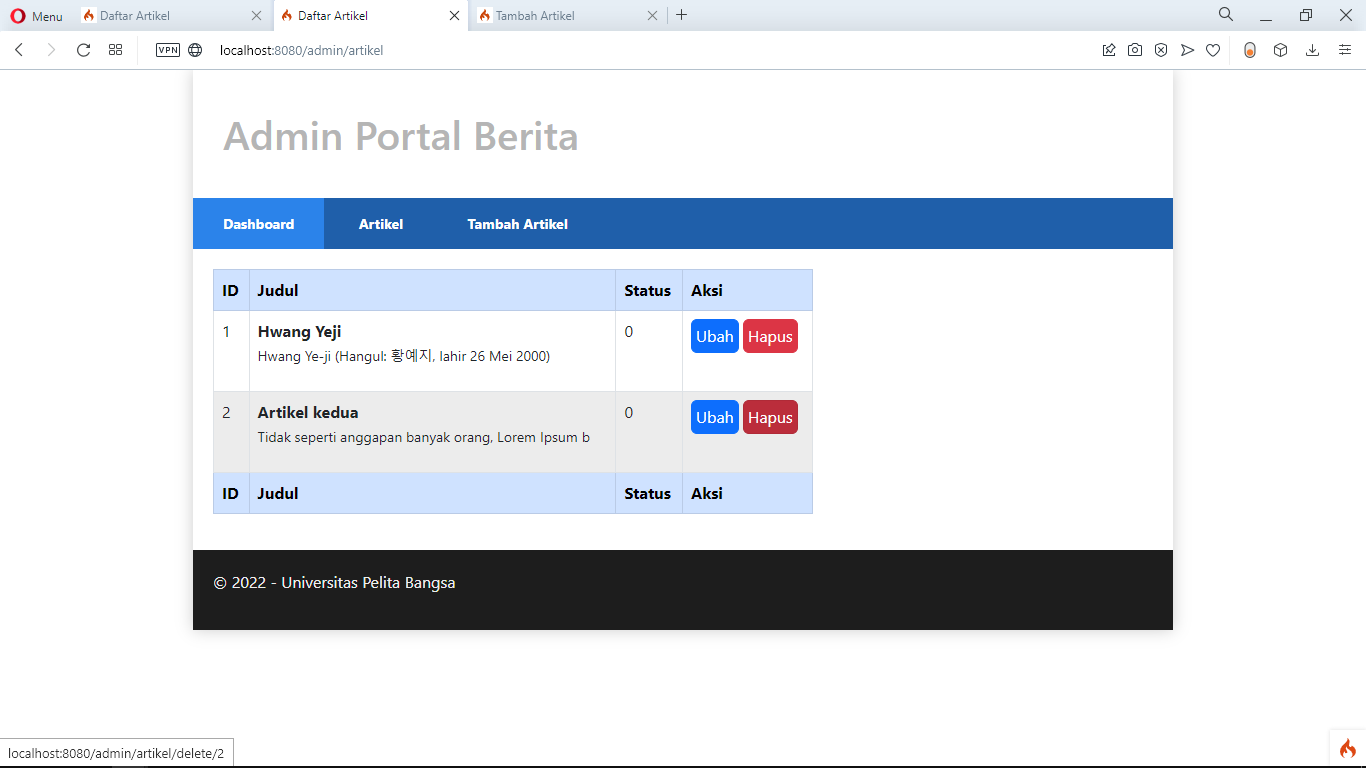 Menu Daftar Artikel Daftar Artikel Tambah Artikel
VPN localhost:8080/admin/artikel
Admin Portal Berita
Dashboard Artikel Tambah Artikel
ID Judul Status Aksi
1 Hwang Yeji 0 Ubah Hapus
Hwang Ye-ji (Hangul: 황예지, lahir 26 Mei 2000)
2 Artikel kedua 0 Ubah Hapus
Tidak seperti anggapan banyak orang, Lorem Ipsum b
ID Judul Status Aksi
© 2022 - Universitas Pelita Bangsa
localhost:8080/admin/artikel/delete/2